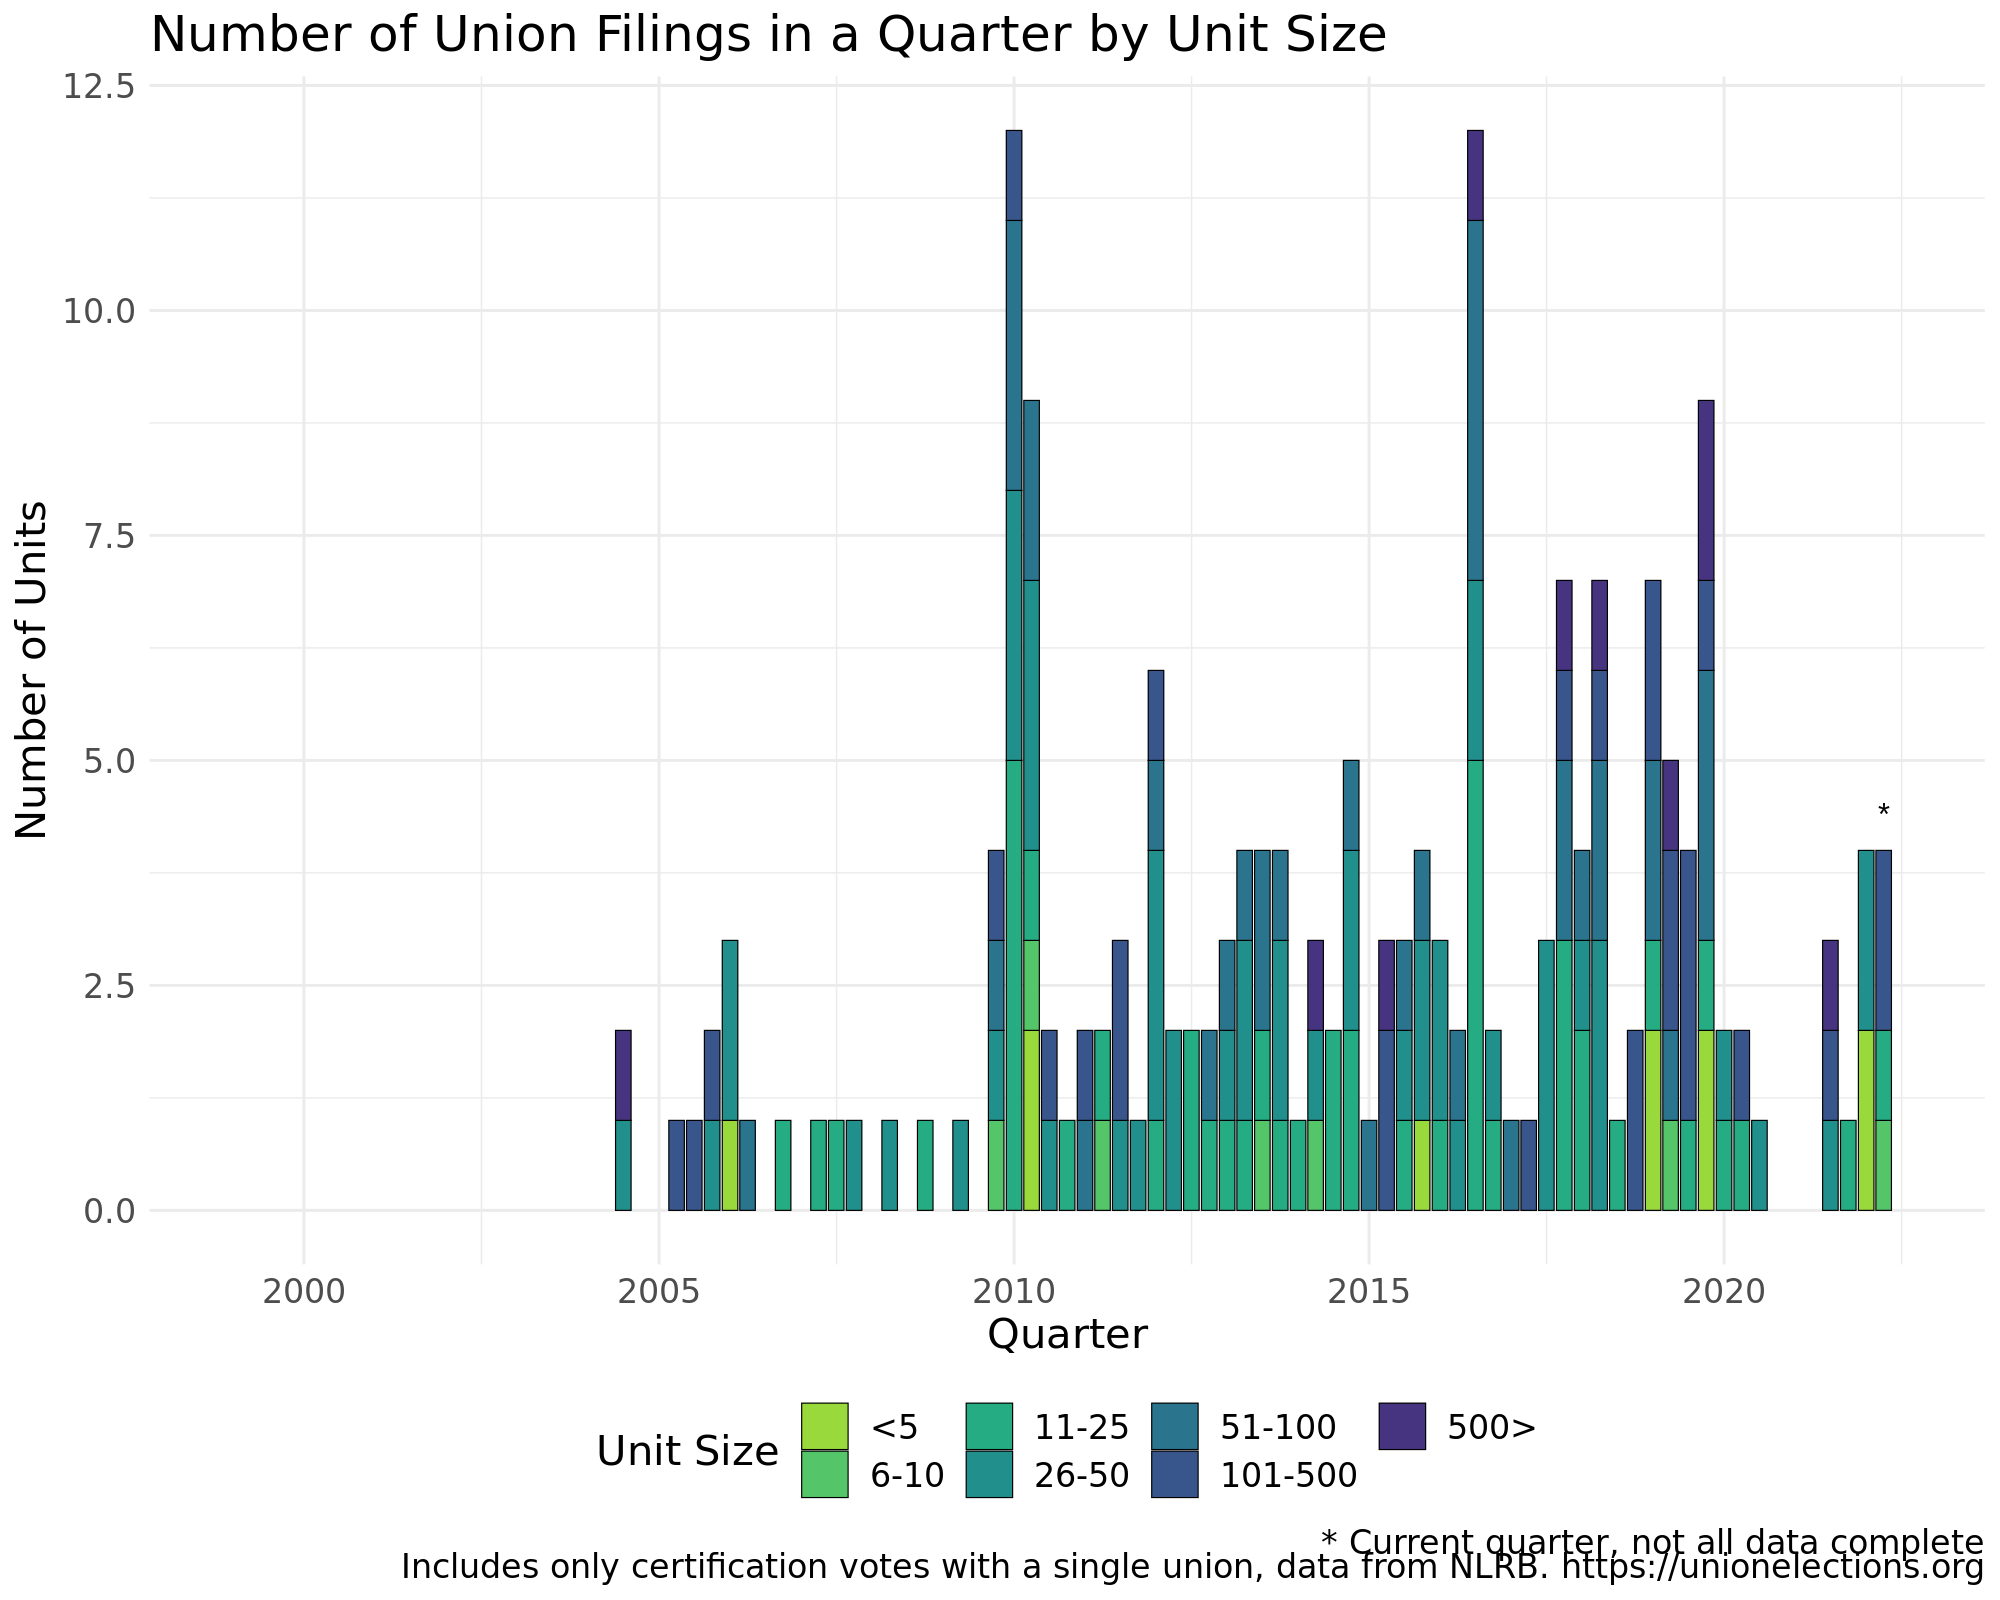 Number of Union Filings in a Quarter by Unit Size
12.5
10.0
7.5
5.0
2.5
0.0
Number of Units
*
2000 2005 2010 2015 2020
Quarter
Unit Size
<5 11-25 51-100 500>
6-10 26-50 101-500
* Current quarter, not all data complete
Includes only certification votes with a single union, data from NLRB. https://unionelections.org